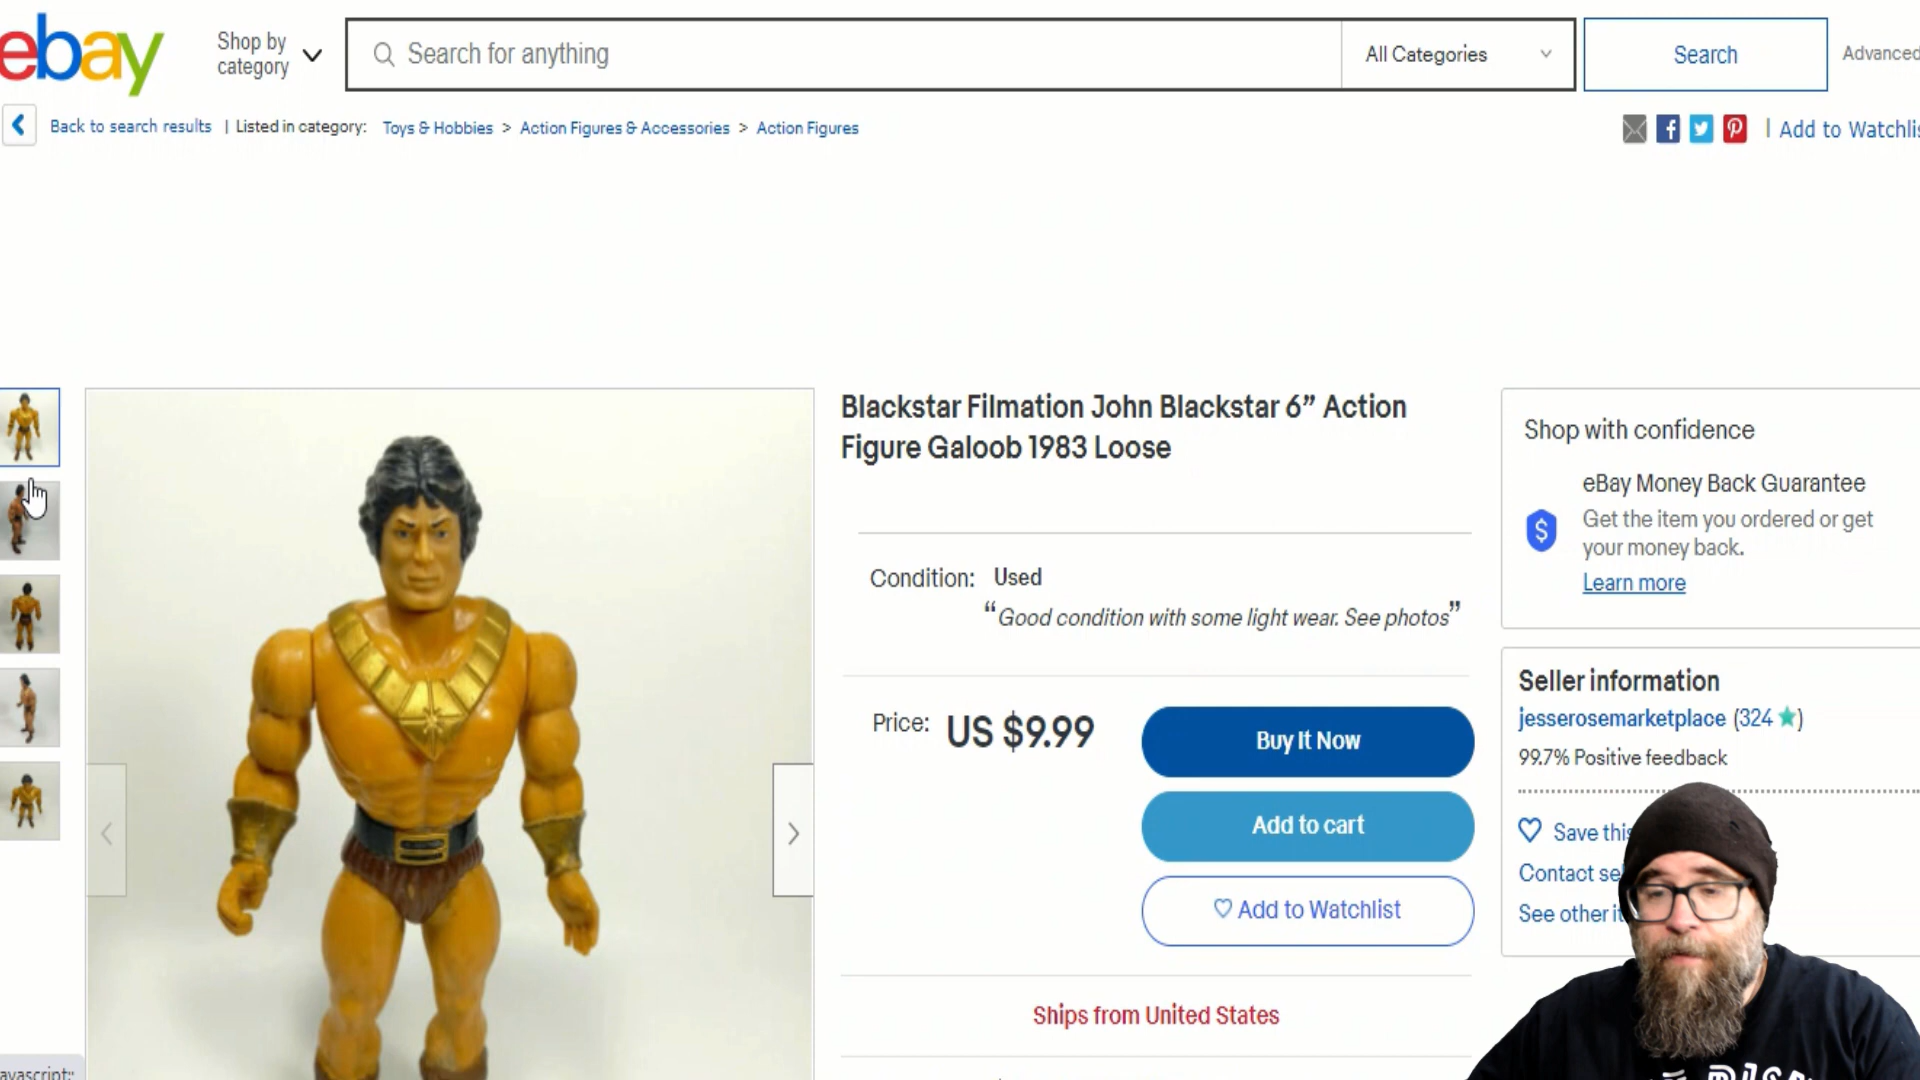 ebay
Shop by
category
Search for anything
All Categories
Search
Advanced
Back to search results | Listed in category: Toys & Hobbies > Action Figures & Accessories > Action Figures
| Add to Watchlis
Blackstar Filmation John Blackstar 6” Action
Figure Galoob 1983 Loose
Condition: Used
“Good condition with some light wear. See photos”
Price: US $9.99
Buy It Now
Add to cart
Add to Watchlist
Ships from United States
Shop with confidence
eBay Money Back Guarantee
Get the item you ordered or get
your money back.
Learn more
Seller information
jesserosemarketplace (324)
99.7% Positive feedback
Save this
Contact sel
See other it
avascript:;